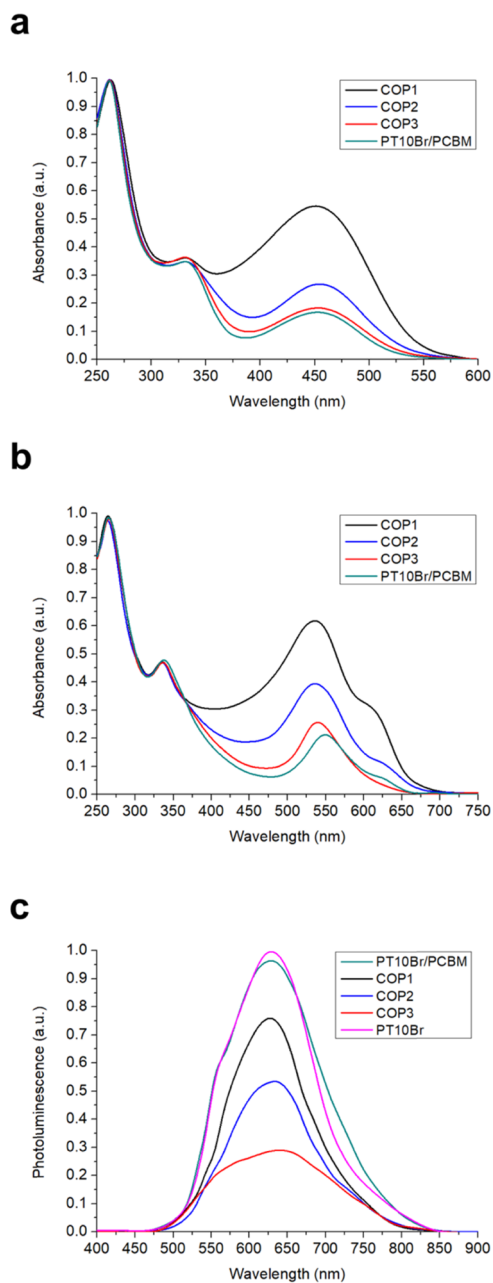 a
1.0
0.9
0.8
0.7
0.6
0.5
0.4
0.3
0.2
0.1
0.0
Absorbance (a.u.)
COP1
COP2
COP3
PT10Br/PCBM
250 300 350 400 450 500 550 600
Wavelength (nm)
b
1.0
0.9
0.8
0.7
0.6
0.5
0.4
0.3
0.2
0.1
0.0
Absorbance (a.u.)
COP1
COP2
COP3
PT10Br/PCBM
250 300 350 400 450 500 550 600 650 700 750
Wavelength (nm)
c
1.0
0.9
0.8
0.7
0.6
0.5
0.4
0.3
0.2
0.1
0.0
Photoluminescence (a.u.)
PT10Br/PCBM
COP1
COP2
COP3
PT10Br
400 450 500 550 600 650 700 750 800 850 900
Wavelength (nm)